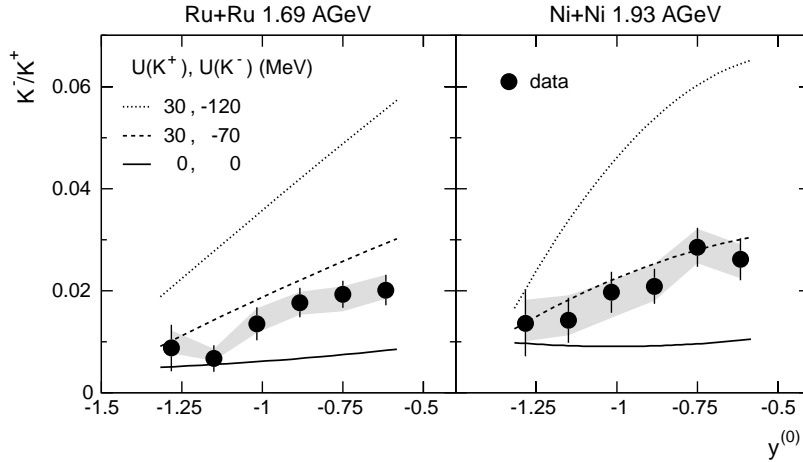 Ru+Ru 1.69 AGeV
Ni+Ni 1.93 AGeV
K⁻/K⁺
U(K⁺), U(K⁻) (MeV)
30 , -120
30 , -70
0 , 0
data
0.06
0.04
0.02
0
-1.5 -1.25 -1 -0.75 -0.5
-1.25 -1 -0.75 -0.5
y⁽⁰⁾